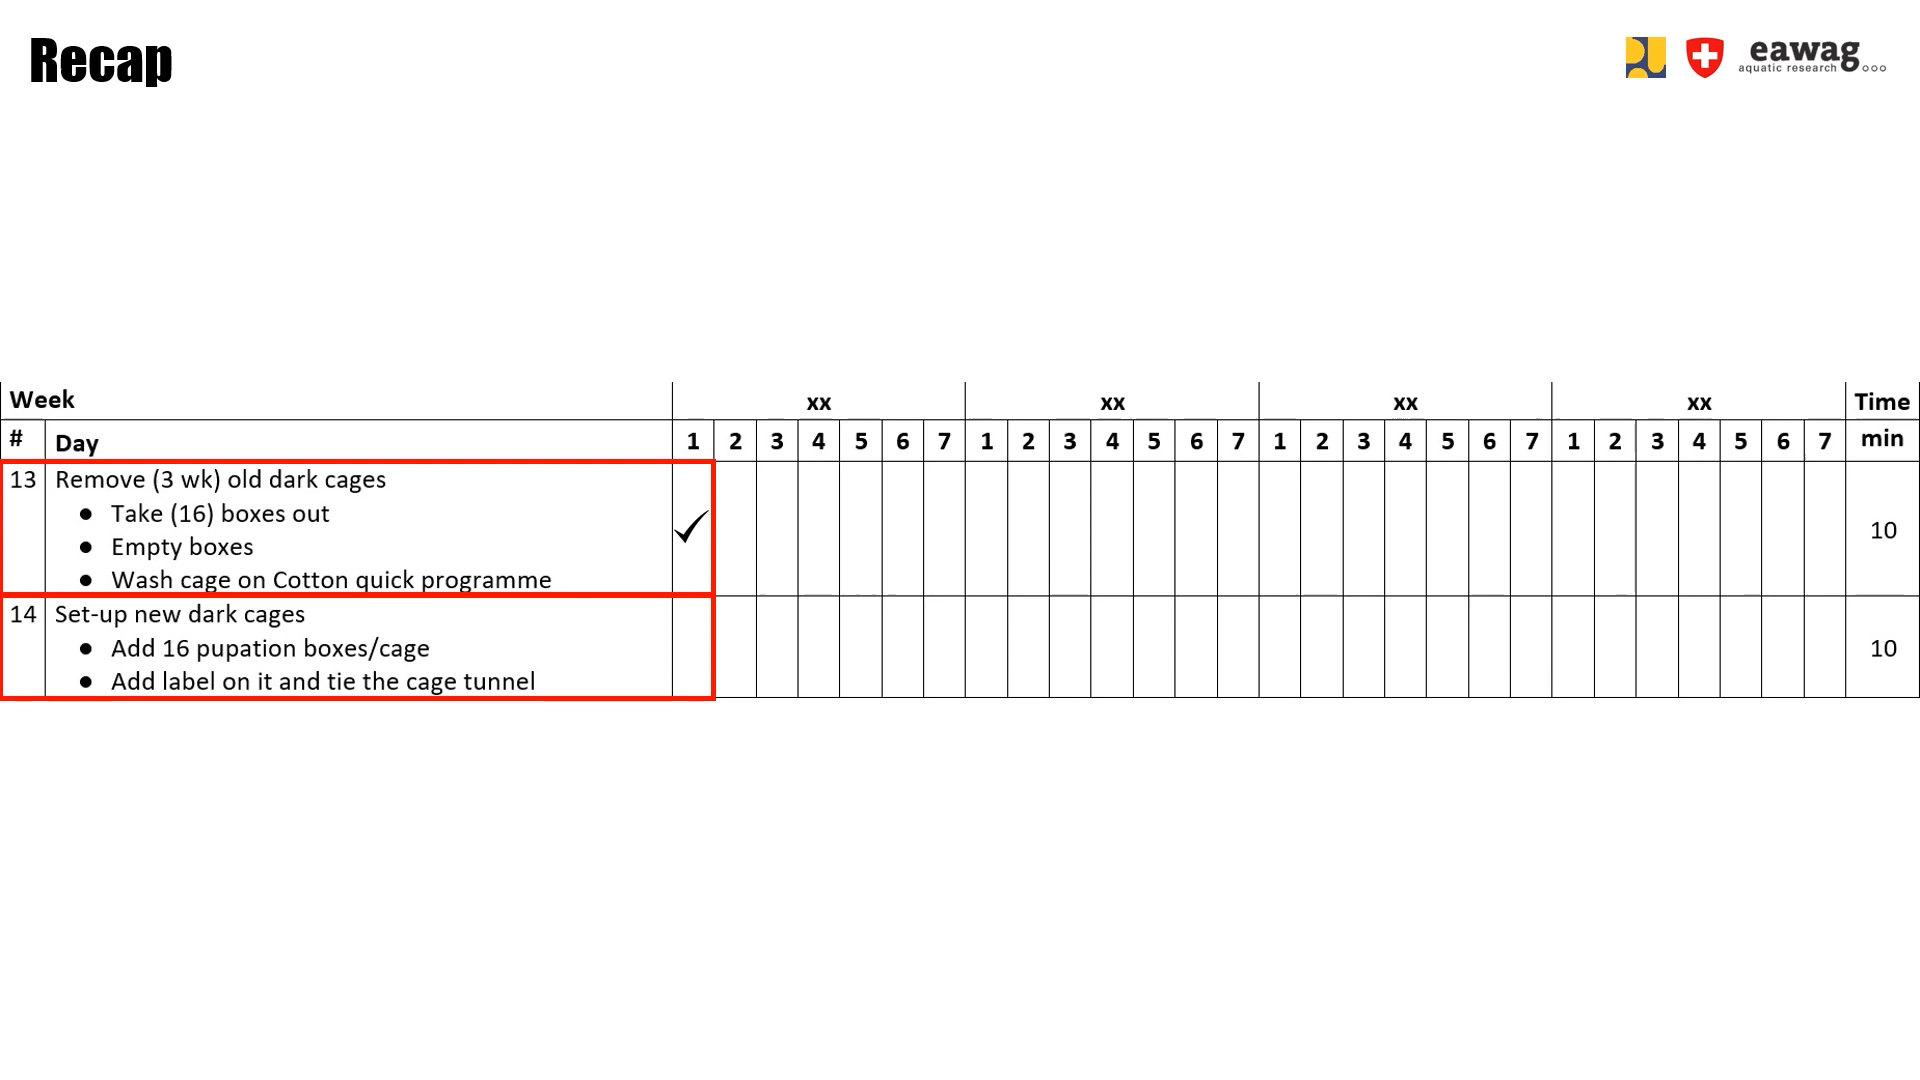 Recap
eawag
aquatic research
Week xx xx xx xx Time
# Day 1 2 3 4 5 6 7 1 2 3 4 5 6 7 1 2 3 4 5 6 7 1 2 3 4 5 6 7 min
13 Remove (3 wk) old dark cages
● Take (16) boxes out
● Empty boxes
● Wash cage on Cotton quick programme
✓ 10
14 Set-up new dark cages
● Add 16 pupation boxes/cage
● Add label on it and tie the cage tunnel
10